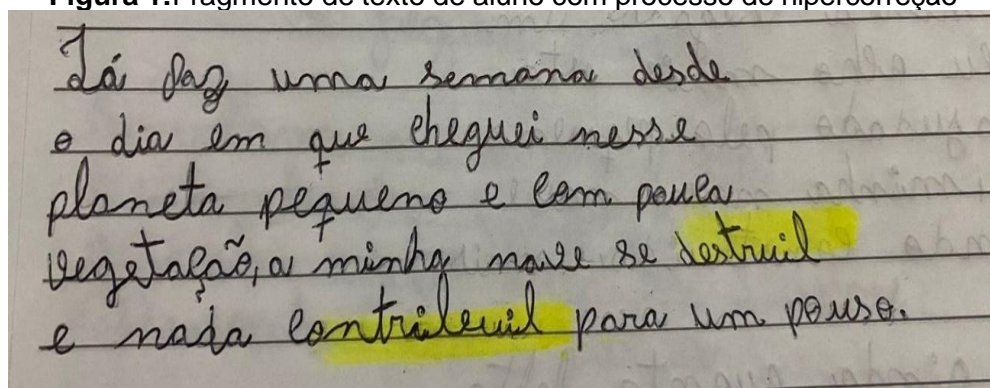 Figura 1: Fragmento de texto de aluno com processo de hipercorreção
Já faz uma semana desde
o dia em que cheguei nesse
planeta pequeno e com pouca
vegetação, a minha nave se destruil
e nada contribuil para um pouso.